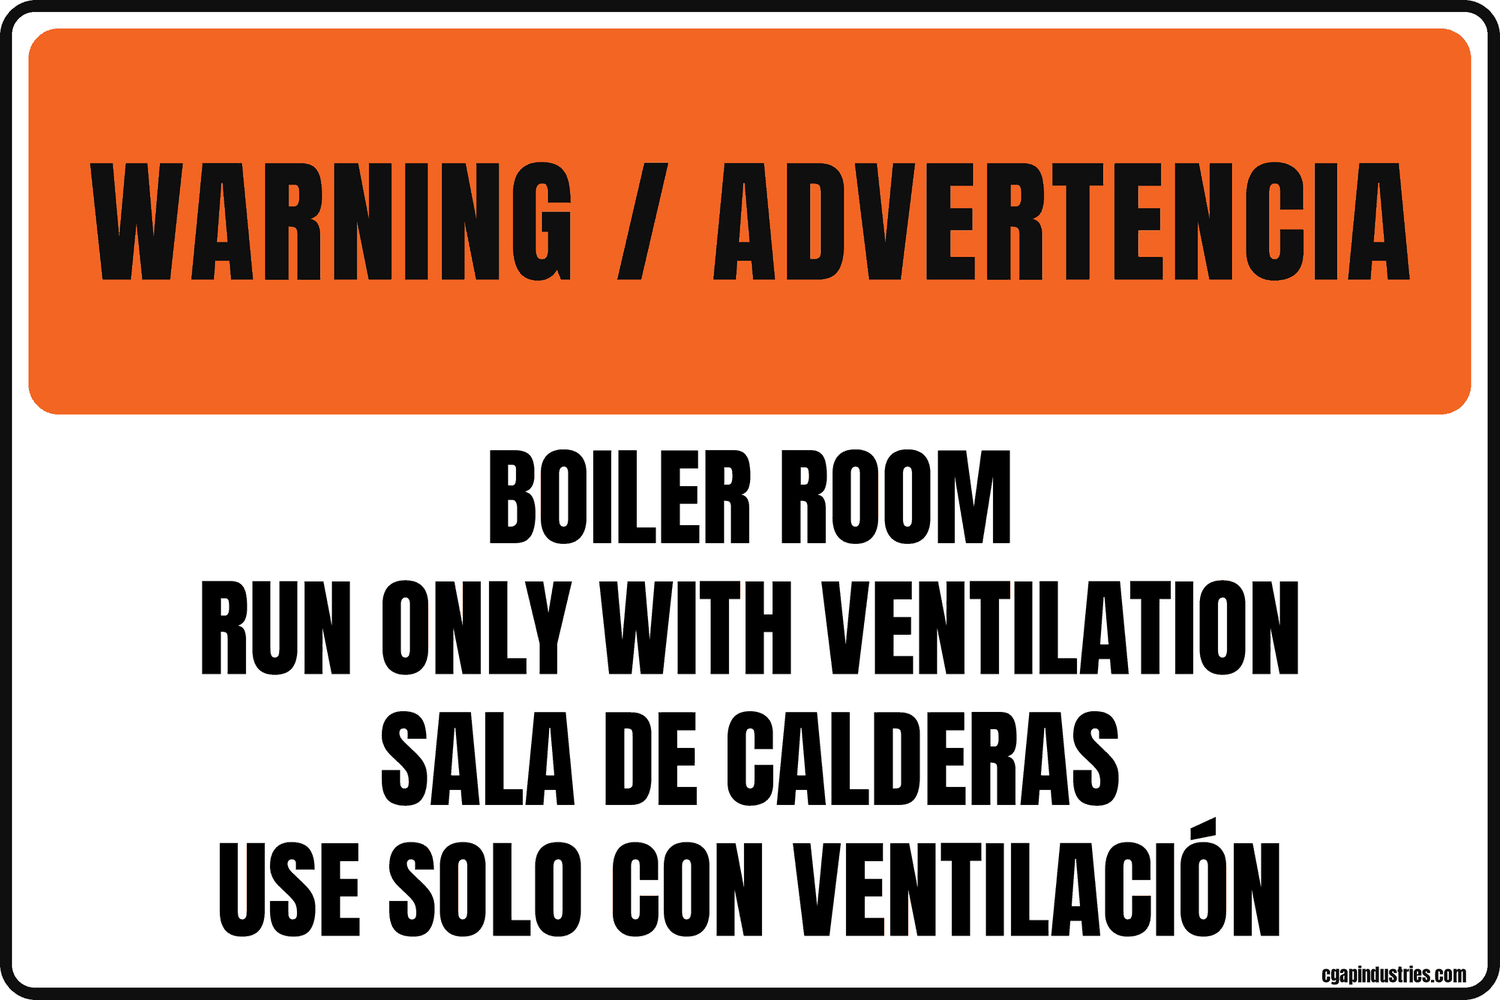 WARNING / ADVERTENCIA
BOILER ROOM
RUN ONLY WITH VENTILATION
SALA DE CALDERAS
USE SOLO CON VENTILACIÓN
cgapindustries.com